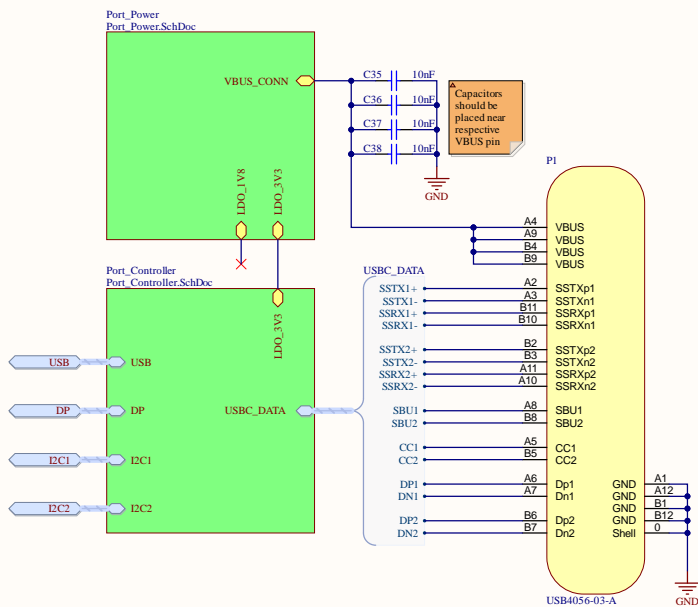 Port_Power
Port_Power.SchDoc
VBUS_CONN
LDO_1V8
LDO_3V3
C35 10nF
C36 10nF
C37 10nF
C38 10nF
GND
Capacitors
should be
placed near
respective
VBUS pin
P1
A4 VBUS
A9 VBUS
B4 VBUS
B9 VBUS
Port_Controller
Port_Controller.SchDoc
LDO_3V3
USB USB
DP DP
I2C1 I2C1
I2C2 I2C2
USBC_DATA
USBC_DATA
SSTX1+ A2 SSTXp1
SSTX1- A3 SSTXn1
SSRX1+ B11 SSRXp1
SSRX1- B10 SSRXn1
SSTX2+ B2 SSTXp2
SSTX2- B3 SSTXn2
SSRX2+ A11 SSRXp2
SSRX2- A10 SSRXn2
SBU1 A8 SBU1
SBU2 B8 SBU2
CC1 A5 CC1
CC2 B5 CC2
DP1 A6 Dp1
DN1 A7 Dn1
DP2 B6 Dp2
DN2 B7 Dn2
GND A1
GND A12
GND B1
GND B12
Shell 0
GND
USB4056-03-A